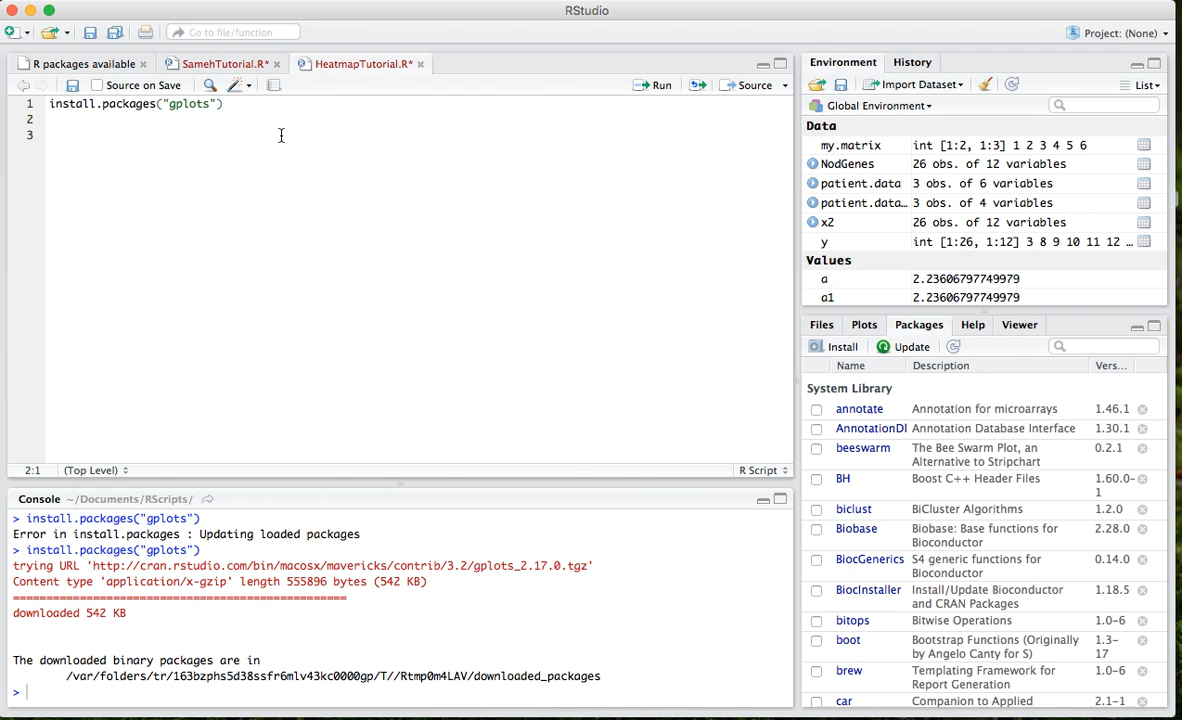 RStudio
Go to file/function
Project: (None)
R packages available
SamehTutorial.R*
HeatmapTutorial.R*
Source on Save
Run
Source
1 install.packages("gplots")
2
3
2:1 (Top Level)
R Script
Console ~/Documents/RScripts/
> install.packages("gplots")
Error in install.packages : Updating loaded packages
> install.packages("gplots")
trying URL 'http://cran.rstudio.com/bin/macosx/mavericks/contrib/3.2/gplots_2.17.0.tgz'
Content type 'application/x-gzip' length 555896 bytes (542 KB)
==================================================
downloaded 542 KB
The downloaded binary packages are in
/var/folders/tr/163bzphs5d38ssfr6mlv43kc0000gp/T//Rtmp0m4LAV/downloaded_packages
>
Environment History
Import Dataset
List
Global Environment
Data
my.matrix int [1:2, 1:3] 1 2 3 4 5 6
NodGenes 26 obs. of 12 variables
patient.data 3 obs. of 6 variables
patient.data… 3 obs. of 4 variables
x2 26 obs. of 12 variables
y int [1:26, 1:12] 3 8 9 10 11 12 …
Values
a 2.23606797749979
a1 2.23606797749979
Files Plots Packages Help Viewer
Install Update
Name Description Vers...
System Library
annotate Annotation for microarrays 1.46.1
AnnotationDI Annotation Database Interface 1.30.1
beeswarm The Bee Swarm Plot, an 0.2.1
Alternative to Stripchart
BH Boost C++ Header Files 1.60.0-
1
biclust BiCluster Algorithms 1.2.0
Biobase Biobase: Base functions for 2.28.0
Bioconductor
BiocGenerics S4 generic functions for 0.14.0
Bioconductor
BiocInstaller Install/Update Bioconductor 1.18.5
and CRAN Packages
bitops Bitwise Operations 1.0-6
boot Bootstrap Functions (Originally 1.3-
by Angelo Canty for S) 17
brew Templating Framework for 1.0-6
Report Generation
car Companion to Applied 2.1-1